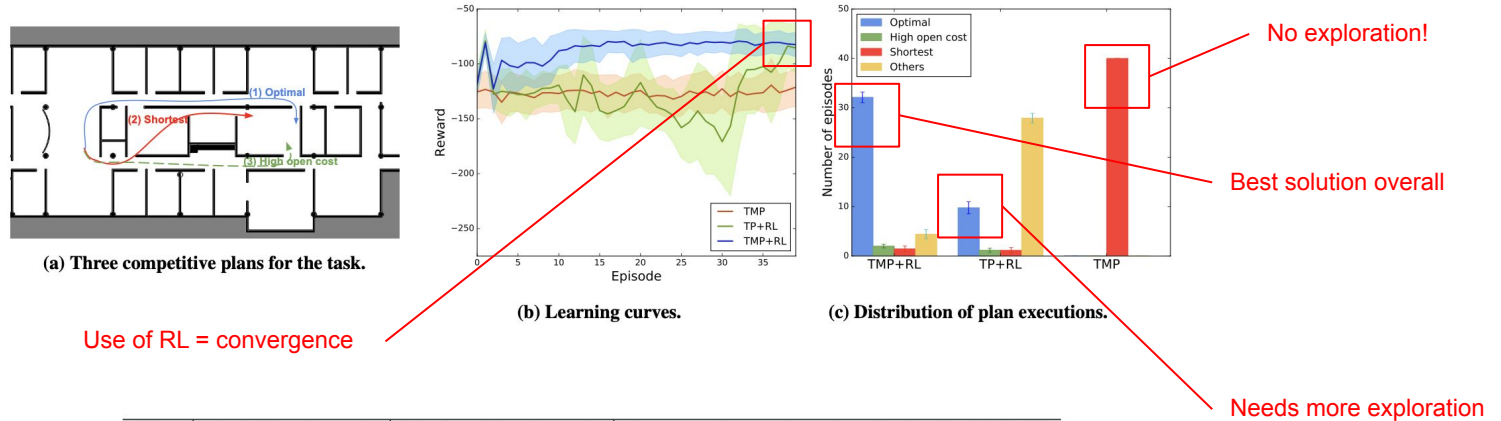 (1) Optimal
(2) Shortest
(3) High open cost
(a) Three competitive plans for the task.
−50
−100
−150
−200
−250
Reward
0
5
10
15
20
25
30
35
Episode
TMP
TP+RL
TMP+RL
(b) Learning curves.
50
40
30
20
10
0
Number of episodes
Optimal
High open cost
Shortest
Others
TMP+RL
TP+RL
TMP
(c) Distribution of plan executions.
No exploration!
Best solution overall
Use of RL = convergence
Needs more exploration